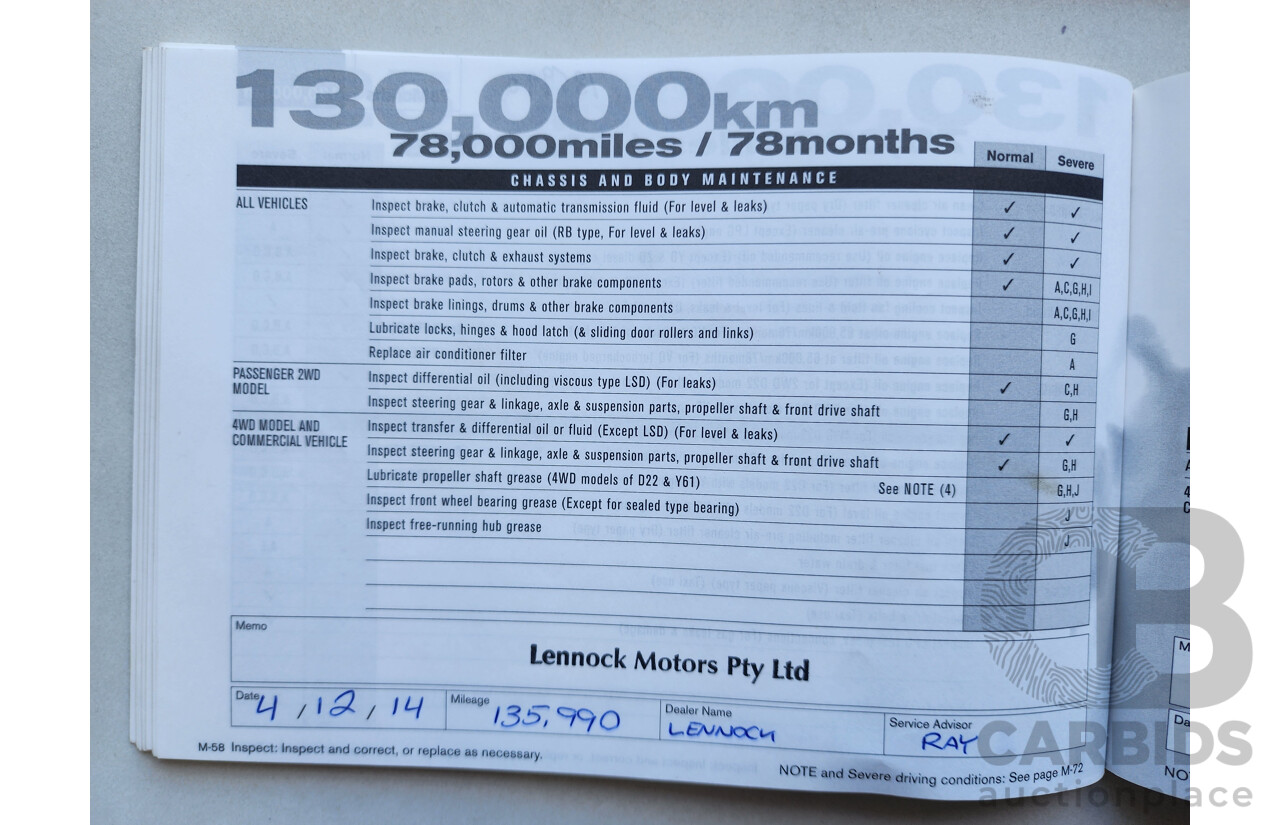 130,000km
78,000miles / 78months
Normal Severe
CHASSIS AND BODY MAINTENANCE
ALL VEHICLES
Inspect brake, clutch & automatic transmission fluid (For level & leaks) ✓ ✓
Inspect manual steering gear oil (RB type, For level & leaks) ✓ ✓
Inspect brake, clutch & exhaust systems ✓ ✓
Inspect brake pads, rotors & other brake components ✓ A,C,G,H,I
Inspect brake linings, drums & other brake components A,C,G,H,I
Lubricate locks, hinges & hood latch (& sliding door rollers and links) G
Replace air conditioner filter A
PASSENGER 2WD
MODEL
Inspect differential oil (including viscous type LSD) (For leaks) ✓ C,H
Inspect steering gear & linkage, axle & suspension parts, propeller shaft & front drive shaft G,H
4WD MODEL AND
COMMERCIAL VEHICLE
Inspect transfer & differential oil or fluid (Except LSD) (For level & leaks) ✓ ✓
Inspect steering gear & linkage, axle & suspension parts, propeller shaft & front drive shaft ✓ G,H
Lubricate propeller shaft grease (4WD models of D22 & Y61) See NOTE (4) G,H,J
Inspect front wheel bearing grease (Except for sealed type bearing) J
Inspect free-running hub grease J
Memo
Lennock Motors Pty Ltd
Date 4 , 12 , 14
Mileage 135,990
Dealer Name
LENNOCK
Service Advisor
RAY
M-58 Inspect: Inspect and correct, or replace as necessary.
NOTE and Severe driving conditions: See page M-72
CB
CARBIDS
auctionplace